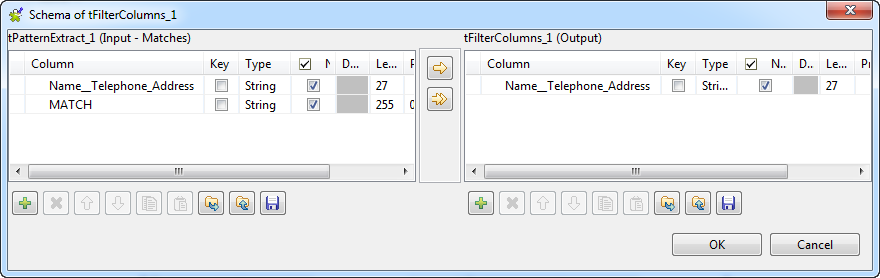 Schema of tFilterColumns_1
tPatternExtract_1 (Input - Matches)
tFilterColumns_1 (Output)
Column Key Type N D... Le... P
Name__Telephone_Address String 27
MATCH String 255 0
Column Key Type N.. D.. Le... Pr
Name__Telephone_Address Stri... 27
OK
Cancel